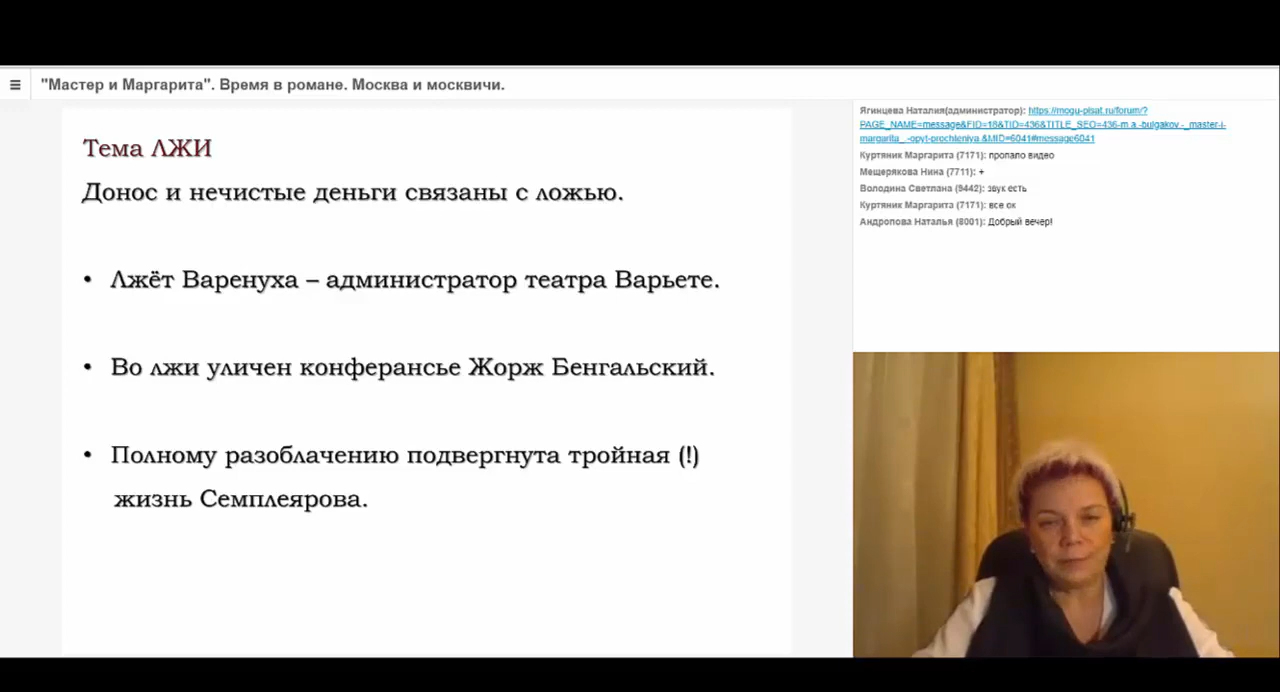 "Мастер и Маргарита". Время в романе. Москва и москвичи.
Тема ЛЖИ
Донос и нечистые деньги связаны с ложью.
• Лжёт Варенуха – администратор театра Варьете.
• Во лжи уличен конферансье Жорж Бенгальский.
• Полному разоблачению подвергнута тройная (!)
жизнь Семплеярова.
Ягинцева Наталия(администратор): https://mogu-pisat.ru/forum/?
PAGE_NAME=message&FID=18&TID=436&TITLE_SEO=436-m.a.-bulgakov.-_master-i-
margarita_.-opyt-prochteniya.&MID=6041#message6041
Куртяник Маргарита (7171): пропало видео
Мещерякова Нина (7711): +
Володина Светлана (9442): звук есть
Куртяник Маргарита (7171): все ок
Андропова Наталья (8001): Добрый вечер!